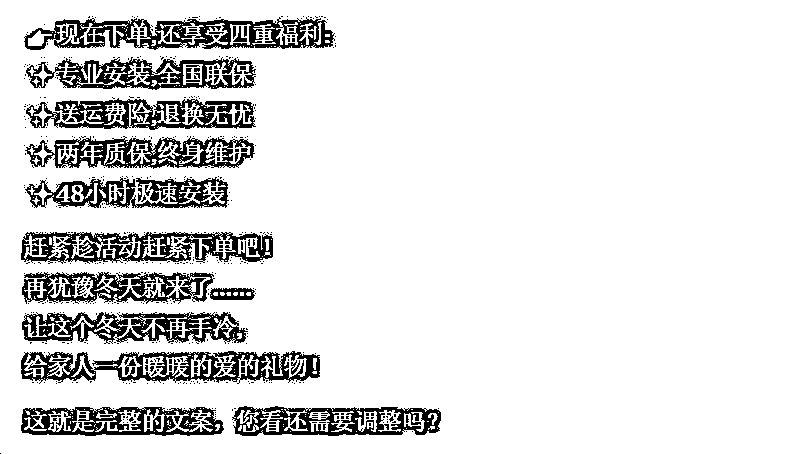 👉现在下单,还享受四重福利:
✨专业安装,全国联保
✨送运费险,退换无忧
✨两年质保,终身维护
✨48小时极速安装
赶紧趁活动赶紧下单吧！
再犹豫冬天就来了……
让这个冬天不再手冷,
给家人一份暖暖的爱的礼物！
这就是完整的文案，您看还需要调整吗？